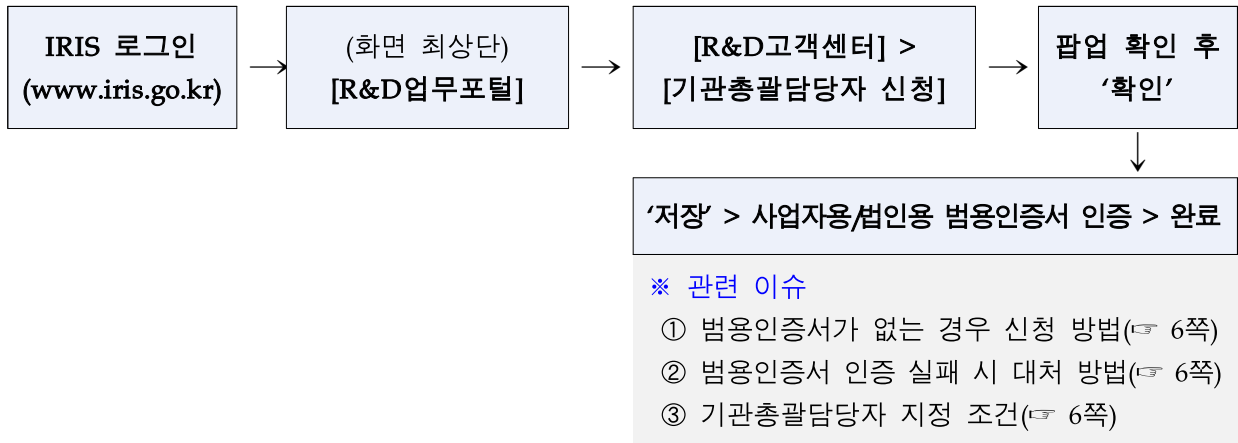 IRIS 로그인
(www.iris.go.kr)
(화면 최상단)
[R&D업무포털]
[R&D고객센터] >
[기관총괄담당자 신청]
팝업 확인 후
‘확인’
‘저장’ > 사업자용/법인용 범용인증서 인증 > 완료
※ 관련 이슈
① 범용인증서가 없는 경우 신청 방법(☞ 6쪽)
② 범용인증서 인증 실패 시 대처 방법(☞ 6쪽)
③ 기관총괄담당자 지정 조건(☞ 6쪽)